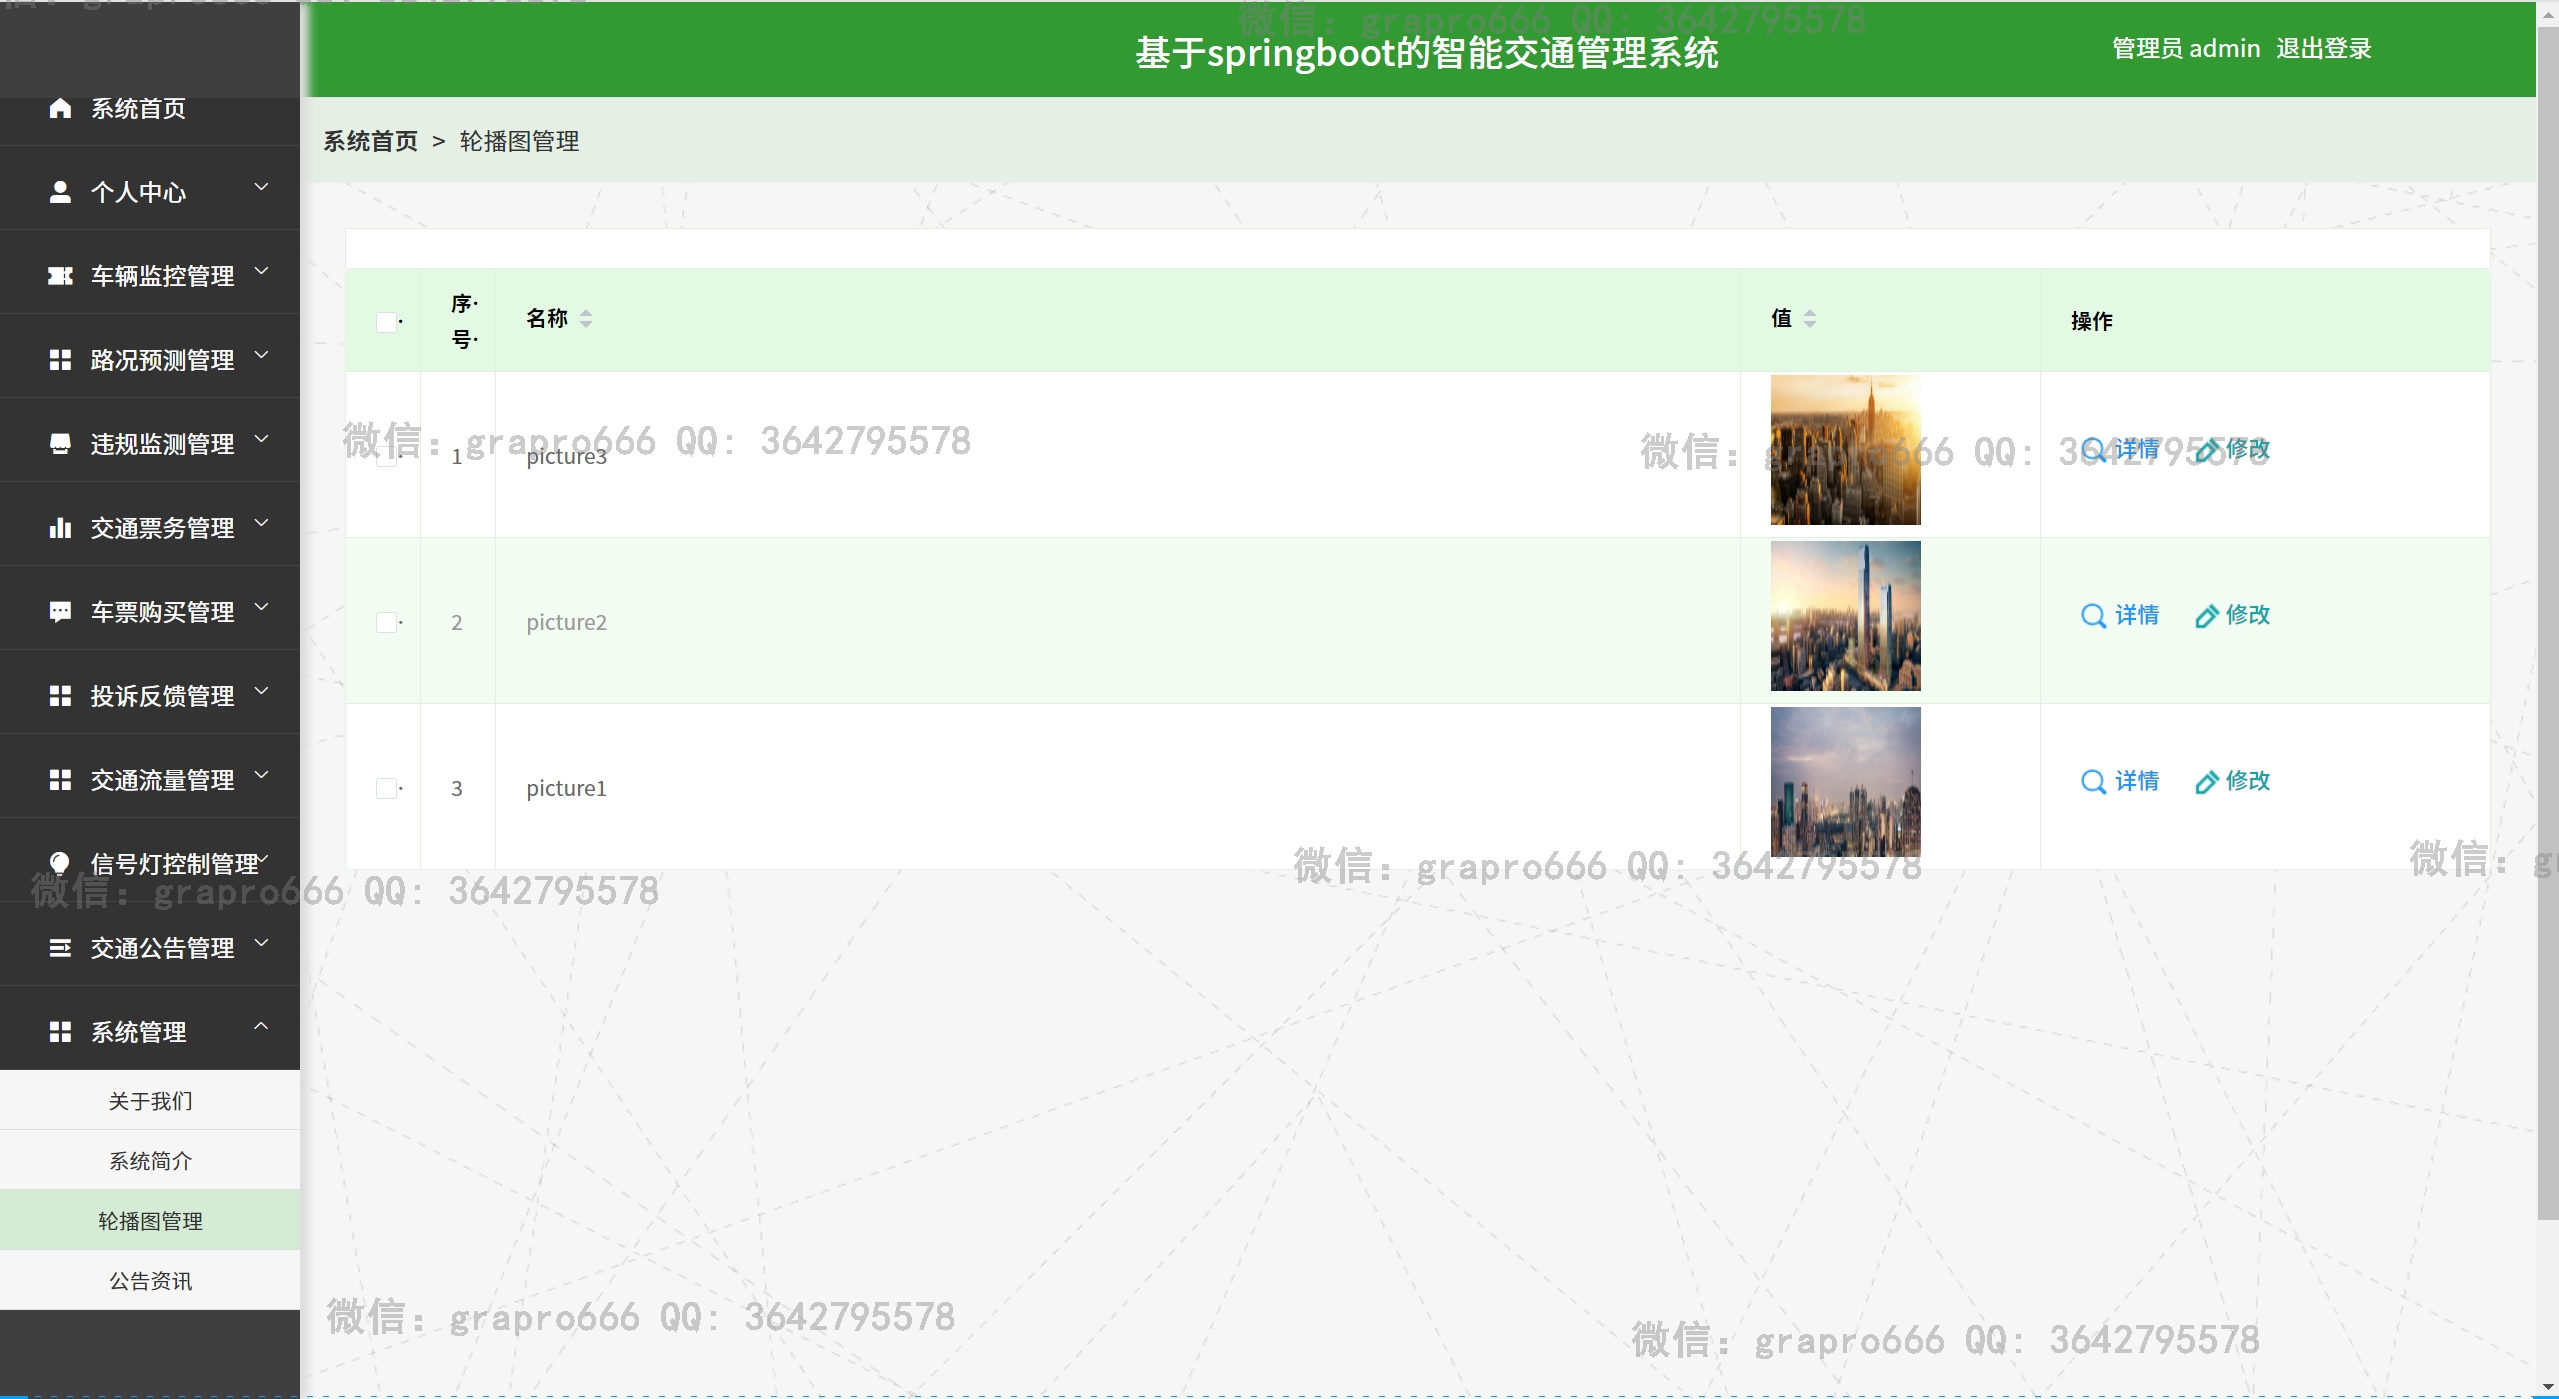 微信：grapro666 QQ: 3642795578
基于springboot的智能交通管理系统
管理员 admin 退出登录
系统首页
个人中心
车辆监控管理
路况预测管理
违规监测管理
交通票务管理
车票购买管理
投诉反馈管理
交通流量管理
信号灯控制管理
交通公告管理
系统管理
关于我们
系统简介
轮播图管理
公告资讯
系统首页 > 轮播图管理
序号 名称 值 操作
1 picture3 详情 修改
微信：grapro666 QQ: 3642795578
微信：grapro666 QQ: 3642795578
2 picture2 详情 修改
3 picture1 详情 修改
微信：grapro666 QQ: 3642795578
微信：gr
微信：grapro666 QQ: 3642795578
微信：grapro666 QQ: 3642795578
微信：grapro666 QQ: 3642795578